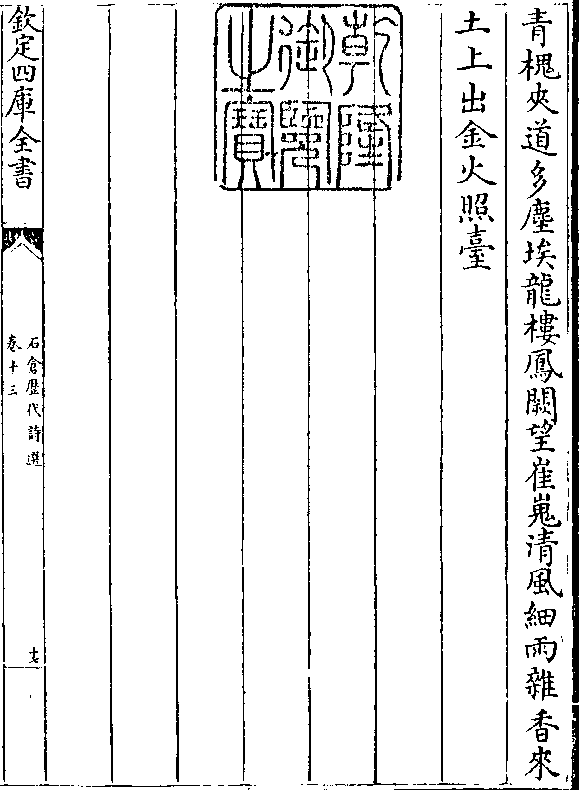 青槐夾道多塵埃龍樓鳳闕望崔嵬清風細雨雜香來
土上出金火照臺
乾隆御覽之寶
欽定四庫全書
石倉歴代詩選
卷十三
十七